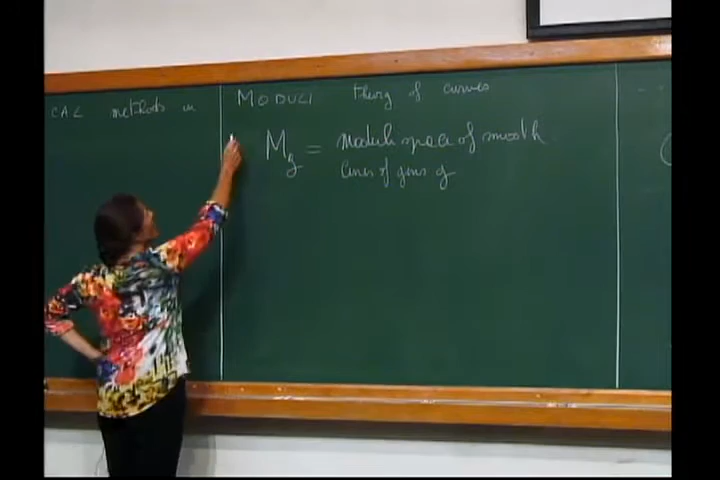 CAL methods in MODULI theory of curves
M_g = moduli space of smooth
curves of genus g